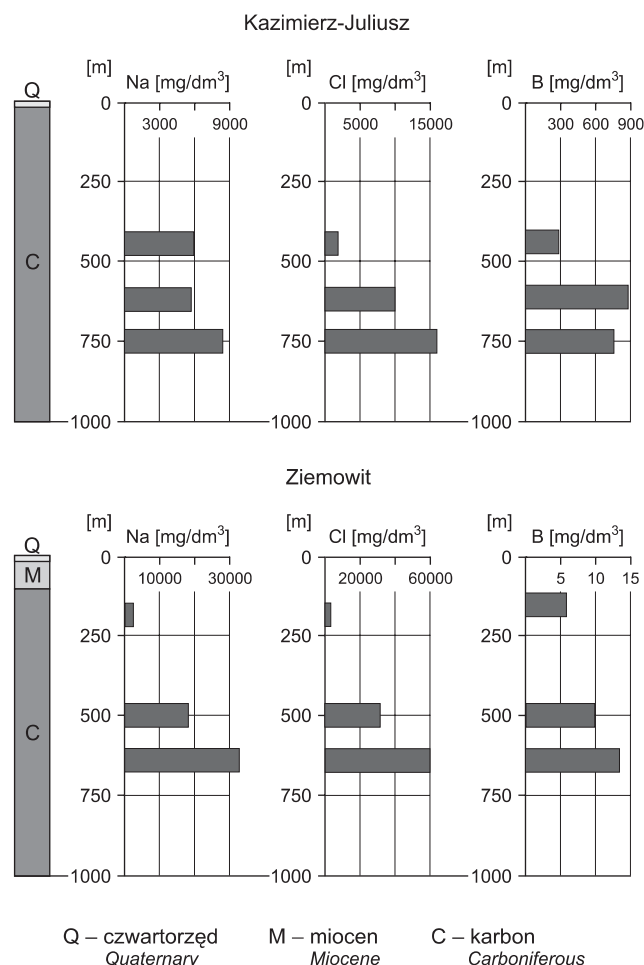 Kazimierz-Juliusz
[m] [m] [m]
Na [mg/dm³] Cl [mg/dm³] B [mg/dm³]
Q 0 0 0
3000 9000 5000 15000 300 600 900
250 250 250
C
500 500 500
750 750 750
1000 1000 1000
Ziemowit
[m] [m] [m]
Na [mg/dm³] Cl [mg/dm³] B [mg/dm³]
Q 0 0 0
M 10000 30000 20000 60000 5 10 15
250 250 250
500 500 500
C
750 750 750
1000 1000 1000
Q – czwartorzęd M – miocen C – karbon
Quaternary Miocene Carboniferous